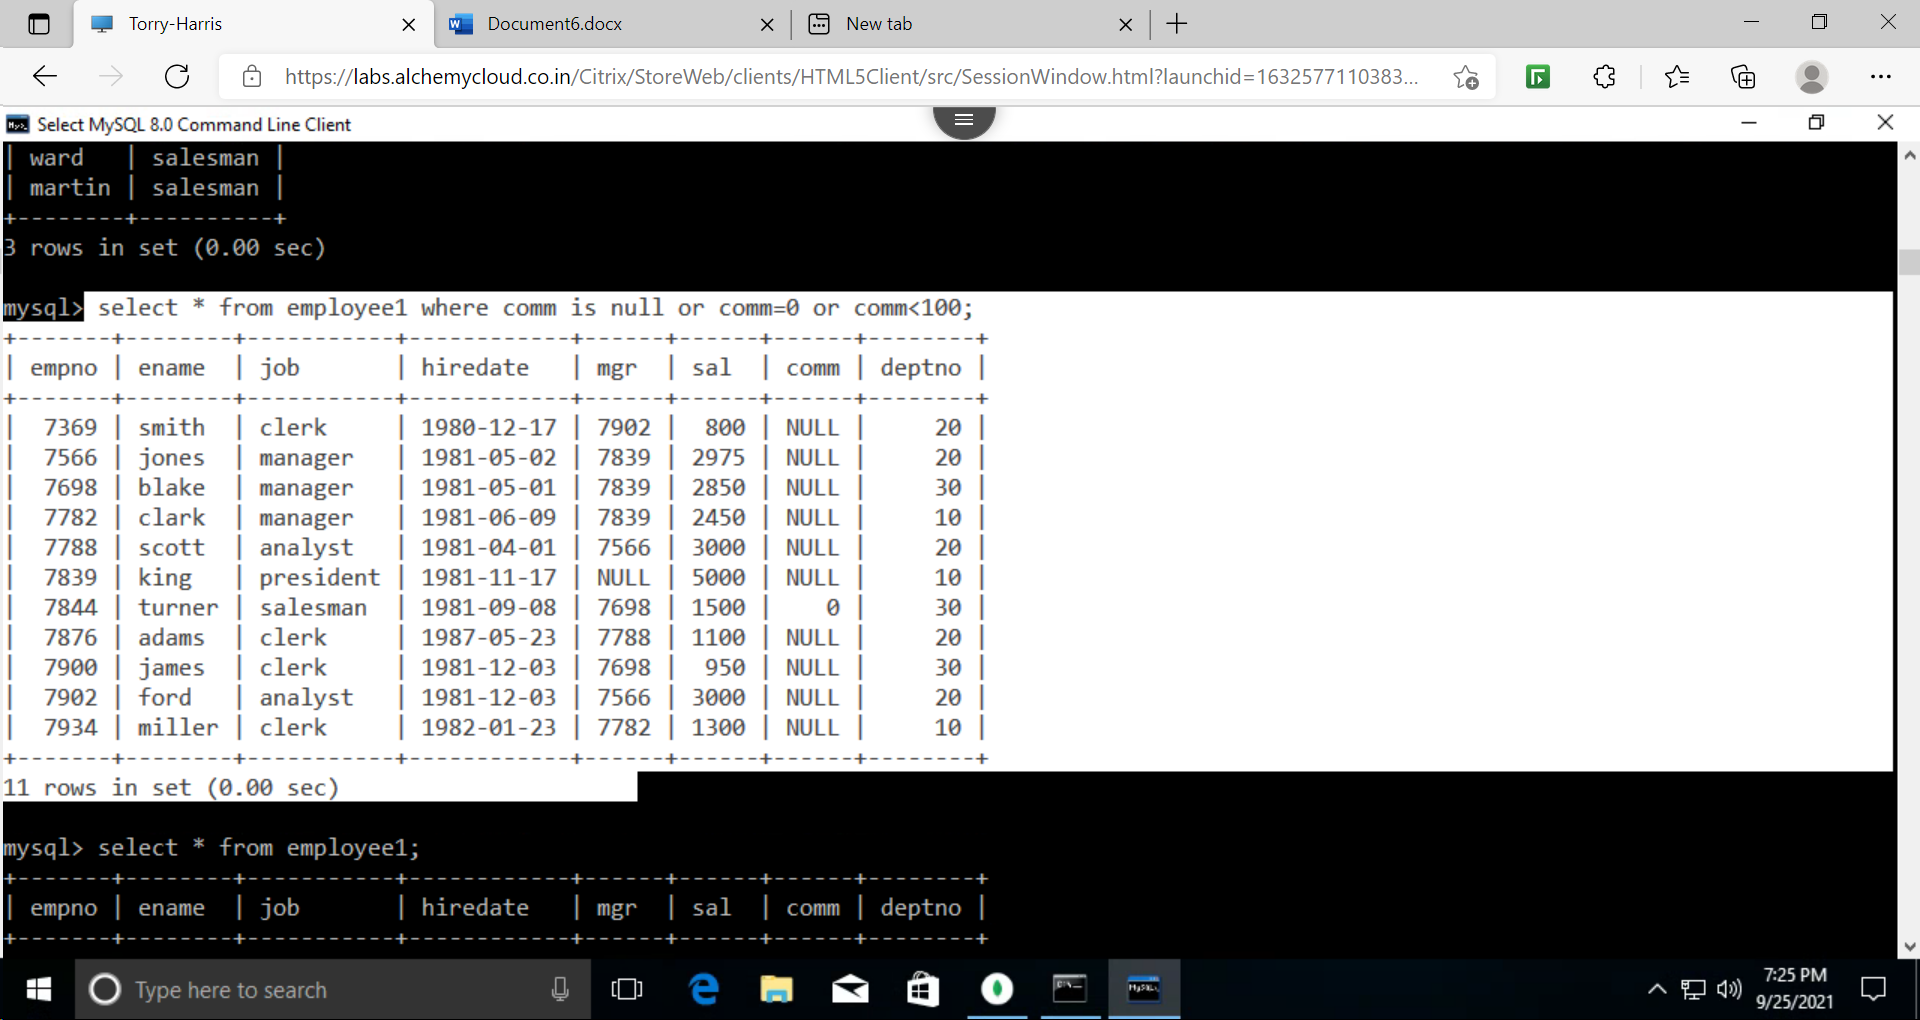 Torry-Harris
Document6.docx
New tab
https://labs.alchemycloud.co.in/Citrix/StoreWeb/clients/HTML5Client/src/SessionWindow.html?launchid=1632577110383...
Select MySQL 8.0 Command Line Client
| ward   | salesman |
| martin | salesman |
+--------+----------+
3 rows in set (0.00 sec)
mysql> select * from employee1 where comm is null or comm=0 or comm<100;
+-------+--------+-----------+------------+------+------+------+--------+
| empno | ename  | job       | hiredate   | mgr  | sal  | comm | deptno |
+-------+--------+-----------+------------+------+------+------+--------+
|  7369 | smith  | clerk     | 1980-12-17 | 7902 |  800 | NULL |     20 |
|  7566 | jones  | manager   | 1981-05-02 | 7839 | 2975 | NULL |     20 |
|  7698 | blake  | manager   | 1981-05-01 | 7839 | 2850 | NULL |     30 |
|  7782 | clark  | manager   | 1981-06-09 | 7839 | 2450 | NULL |     10 |
|  7788 | scott  | analyst   | 1981-04-01 | 7566 | 3000 | NULL |     20 |
|  7839 | king   | president | 1981-11-17 | NULL | 5000 | NULL |     10 |
|  7844 | turner | salesman  | 1981-09-08 | 7698 | 1500 |    0 |     30 |
|  7876 | adams  | clerk     | 1987-05-23 | 7788 | 1100 | NULL |     20 |
|  7900 | james  | clerk     | 1981-12-03 | 7698 |  950 | NULL |     30 |
|  7902 | ford   | analyst   | 1981-12-03 | 7566 | 3000 | NULL |     20 |
|  7934 | miller | clerk     | 1982-01-23 | 7782 | 1300 | NULL |     10 |
+-------+--------+-----------+------------+------+------+------+--------+
11 rows in set (0.00 sec)
mysql> select * from employee1;
+-------+--------+-----------+------------+------+------+------+--------+
| empno | ename  | job       | hiredate   | mgr  | sal  | comm | deptno |
+-------+--------+-----------+------------+------+------+------+--------+
Type here to search
7:25 PM
9/25/2021